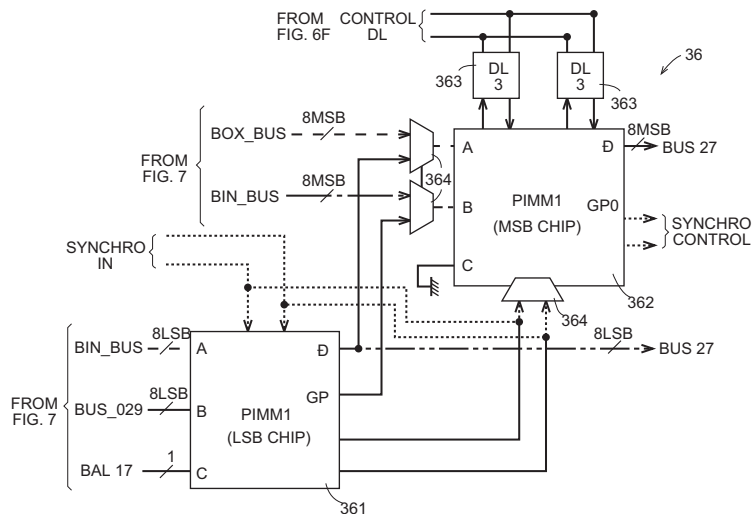 FROM CONTROL
FIG. 6F DL
36
363
DL
3
DL
3
363
8MSB
BOX_BUS
A
Đ
8MSB
BUS 27
FROM
FIG. 7
364
BIN_BUS
8MSB
B
PIMM1
(MSB CHIP)
GP0
SYNCHRO
CONTROL
SYNCHRO
IN
C
362
364
8LSB
BIN_BUS
A
Đ
8LSB
BUS 27
FROM
FIG. 7
BUS_029
8LSB
B
GP
PIMM1
(LSB CHIP)
BAL 17
1
C
361